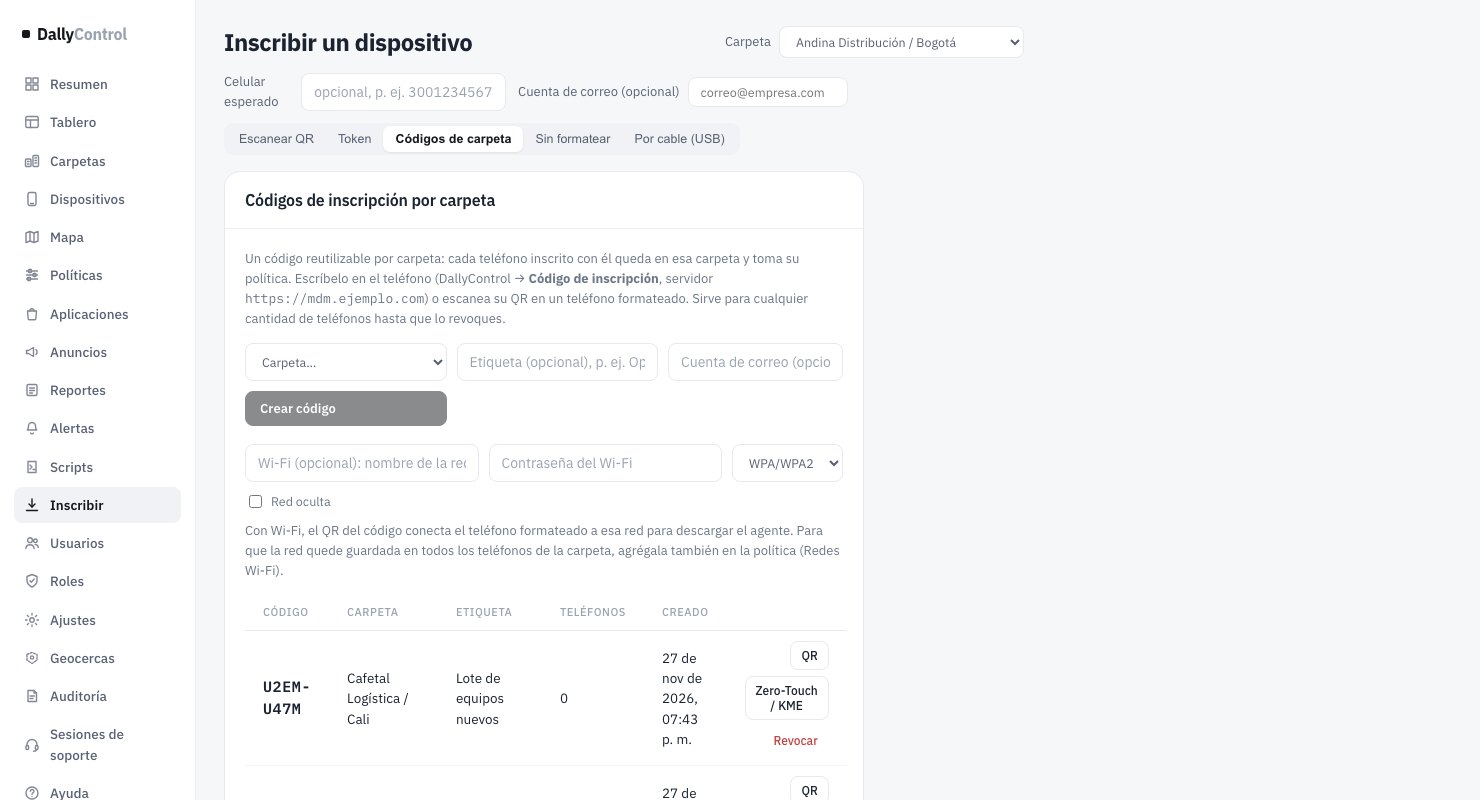 DallyControl
Resumen
Tablero
Carpetas
Dispositivos
Mapa
Políticas
Aplicaciones
Anuncios
Reportes
Alertas
Scripts
Inscribir
Usuarios
Roles
Ajustes
Geocercas
Auditoría
Sesiones de
soporte
Ayuda
Inscribir un dispositivo
Carpeta
Andina Distribución / Bogotá
Celular
esperado
opcional, p. ej. 3001234567
Cuenta de correo (opcional)
correo@empresa.com
Escanear QR
Token
Códigos de carpeta
Sin formatear
Por cable (USB)
Códigos de inscripción por carpeta
Un código reutilizable por carpeta: cada teléfono inscrito con él queda en esa carpeta y toma su
política. Escríbelo en el teléfono (DallyControl → Código de inscripción, servidor
https://mdm.ejemplo.com) o escanea su QR en un teléfono formateado. Sirve para cualquier
cantidad de teléfonos hasta que lo revoques.
Carpeta...
Etiqueta (opcional), p. ej. Op
Cuenta de correo (opcio
Crear código
Wi-Fi (opcional): nombre de la red
Contraseña del Wi-Fi
WPA/WPA2
Red oculta
Con Wi-Fi, el QR del código conecta el teléfono formateado a esa red para descargar el agente. Para
que la red quede guardada en todos los teléfonos de la carpeta, agrégala también en la política (Redes
Wi-Fi).
CÓDIGO CARPETA ETIQUETA TELÉFONOS CREADO
U2EM-
U47M
Cafetal
Logística /
Cali
Lote de
equipos
nuevos
0
27 de
nov de
2026,
07:43
p. m.
QR
Zero-Touch
/ KME
Revocar
27 de
QR